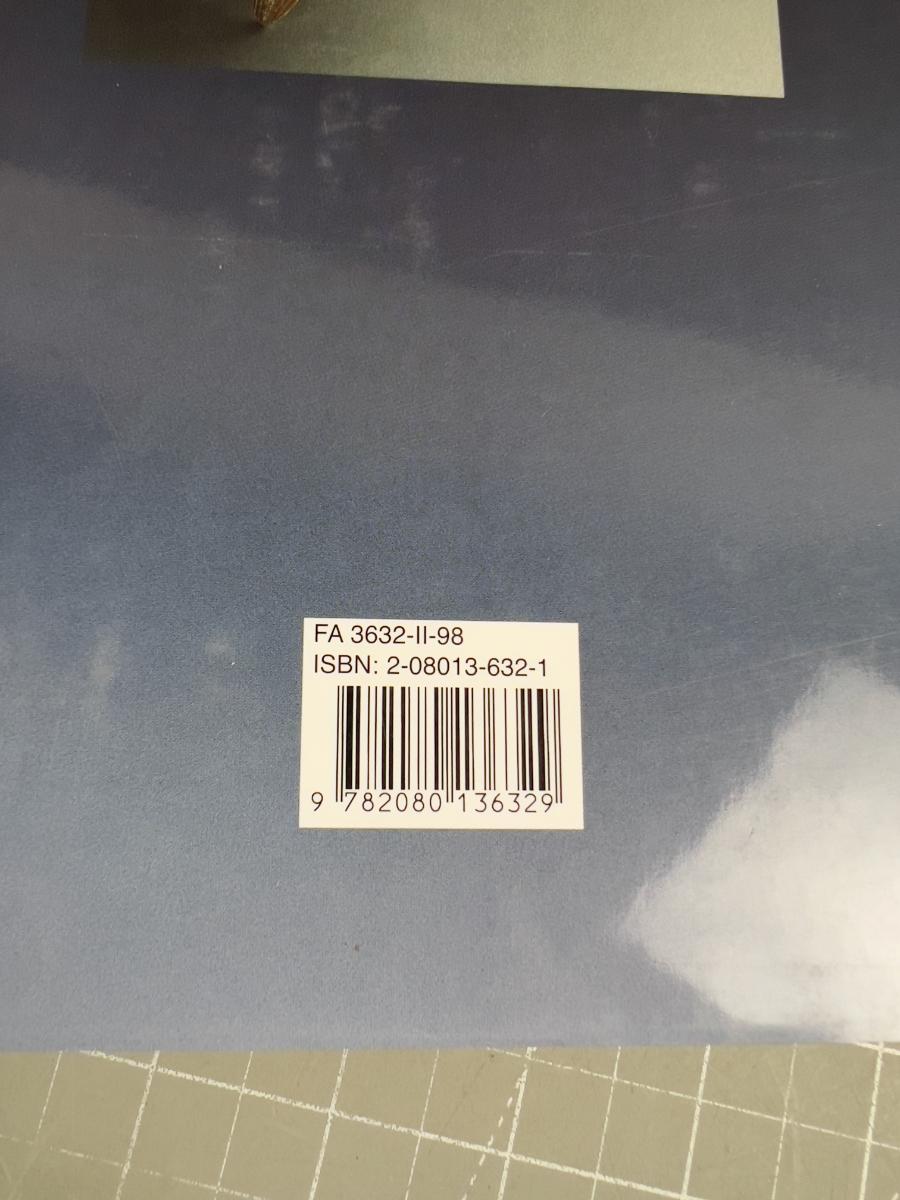 FA 3632-II-98
ISBN: 2-08013-632-1
9 782080 136329